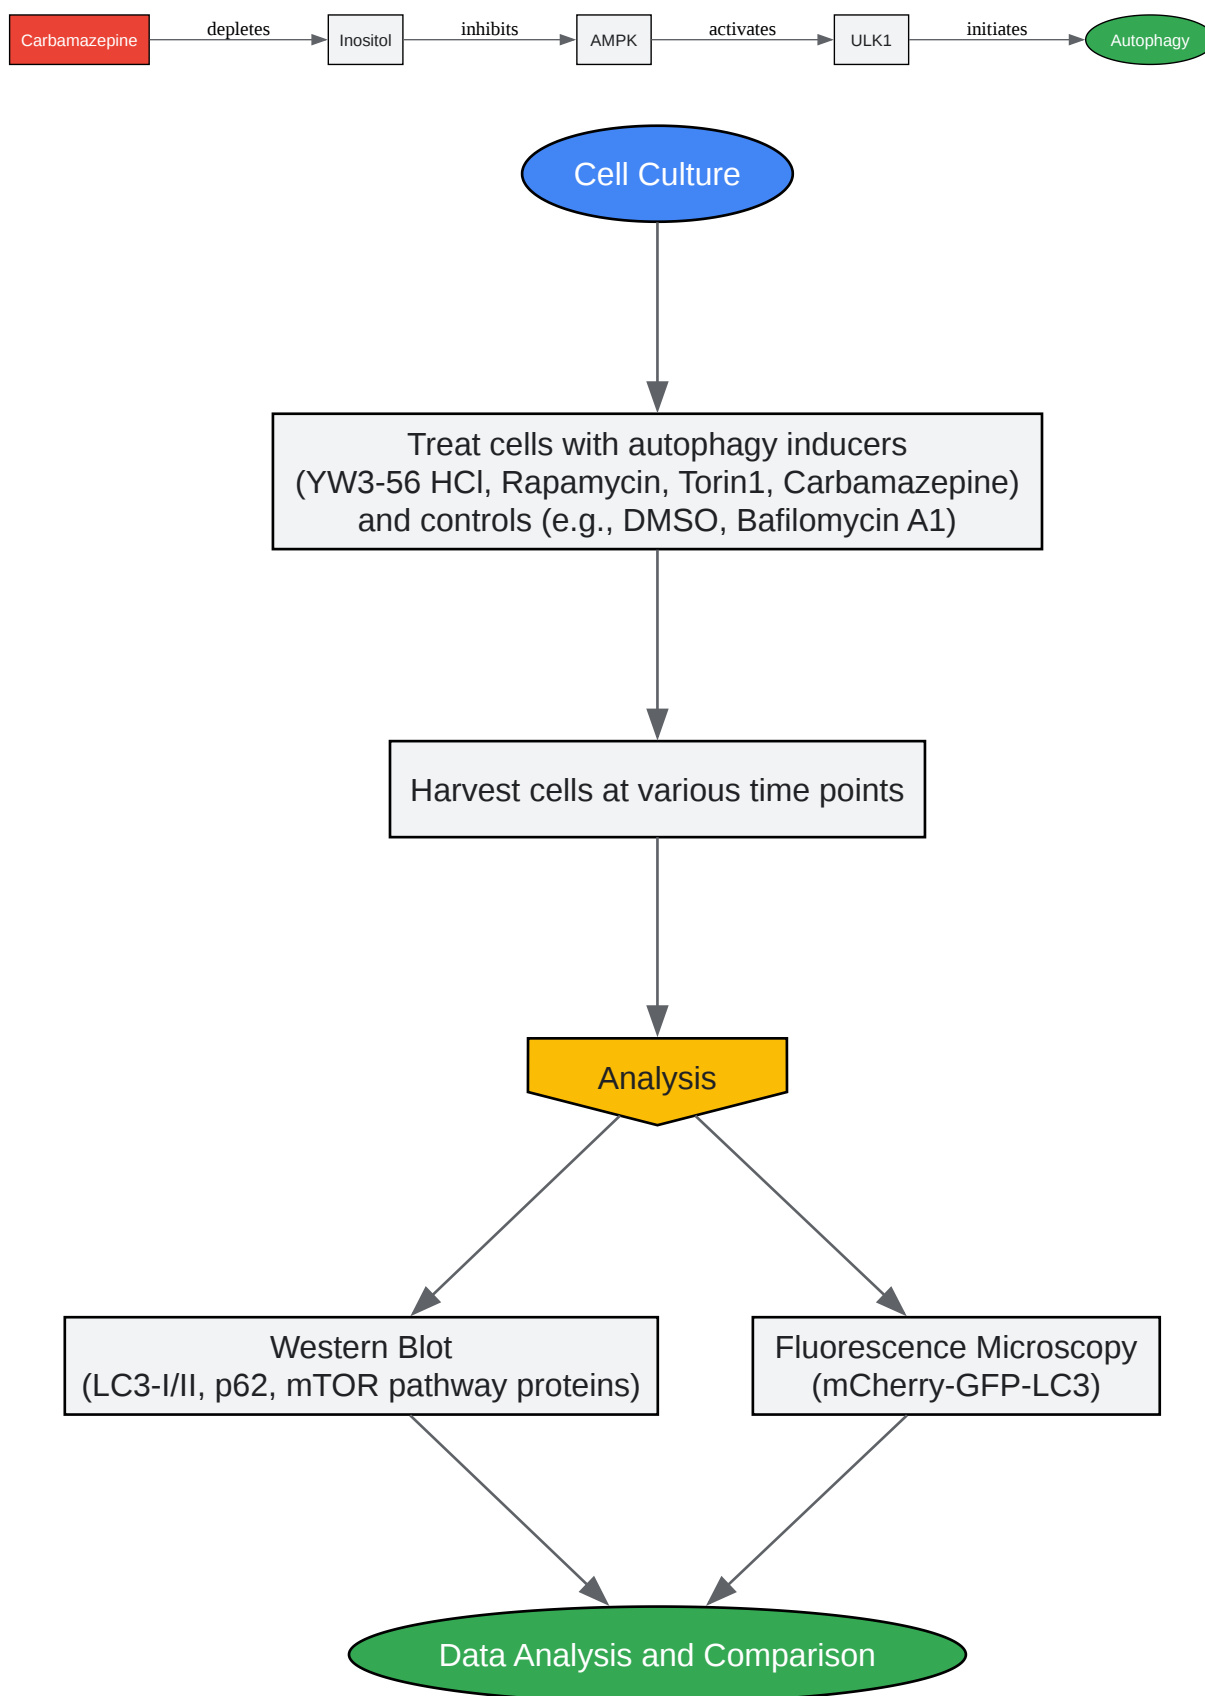 Carbamazepine
depletes
Inositol
inhibits
AMPK
activates
ULK1
initiates
Autophagy
Cell Culture
Treat cells with autophagy inducers
(YW3-56 HCl, Rapamycin, Torin1, Carbamazepine)
and controls (e.g., DMSO, Bafilomycin A1)
Harvest cells at various time points
Analysis
Western Blot
(LC3-I/II, p62, mTOR pathway proteins)
Fluorescence Microscopy
(mCherry-GFP-LC3)
Data Analysis and Comparison